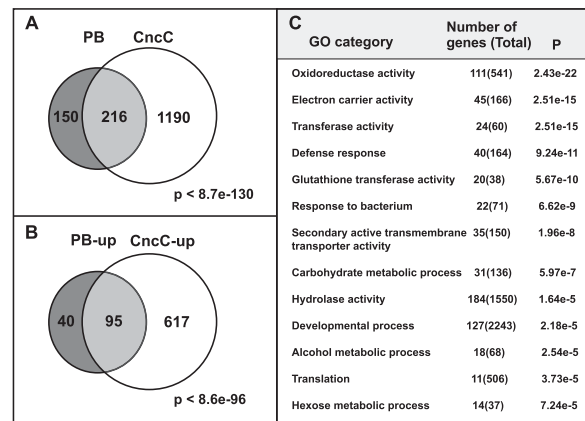 A
PB CncC
150 216 1190
p < 8.7e-130
B
PB-up CncC-up
40 95 617
p < 8.6e-96
C
GO category Number of genes (Total) P
Oxidoreductase activity 111(541) 2.43e-22
Electron carrier activity 45(166) 2.51e-15
Transferase activity 24(60) 2.51e-15
Defense response 40(164) 9.24e-11
Glutathione transferase activity 20(38) 5.67e-10
Response to bacterium 22(71) 6.62e-9
Secondary active transmembrane
transporter activity 35(150) 1.96e-8
Carbohydrate metabolic process 31(136) 5.97e-7
Hydrolase activity 184(1550) 1.64e-5
Developmental process 127(2243) 2.18e-5
Alcohol metabolic process 18(68) 2.54e-5
Translation 11(506) 3.73e-5
Hexose metabolic process 14(37) 7.24e-5